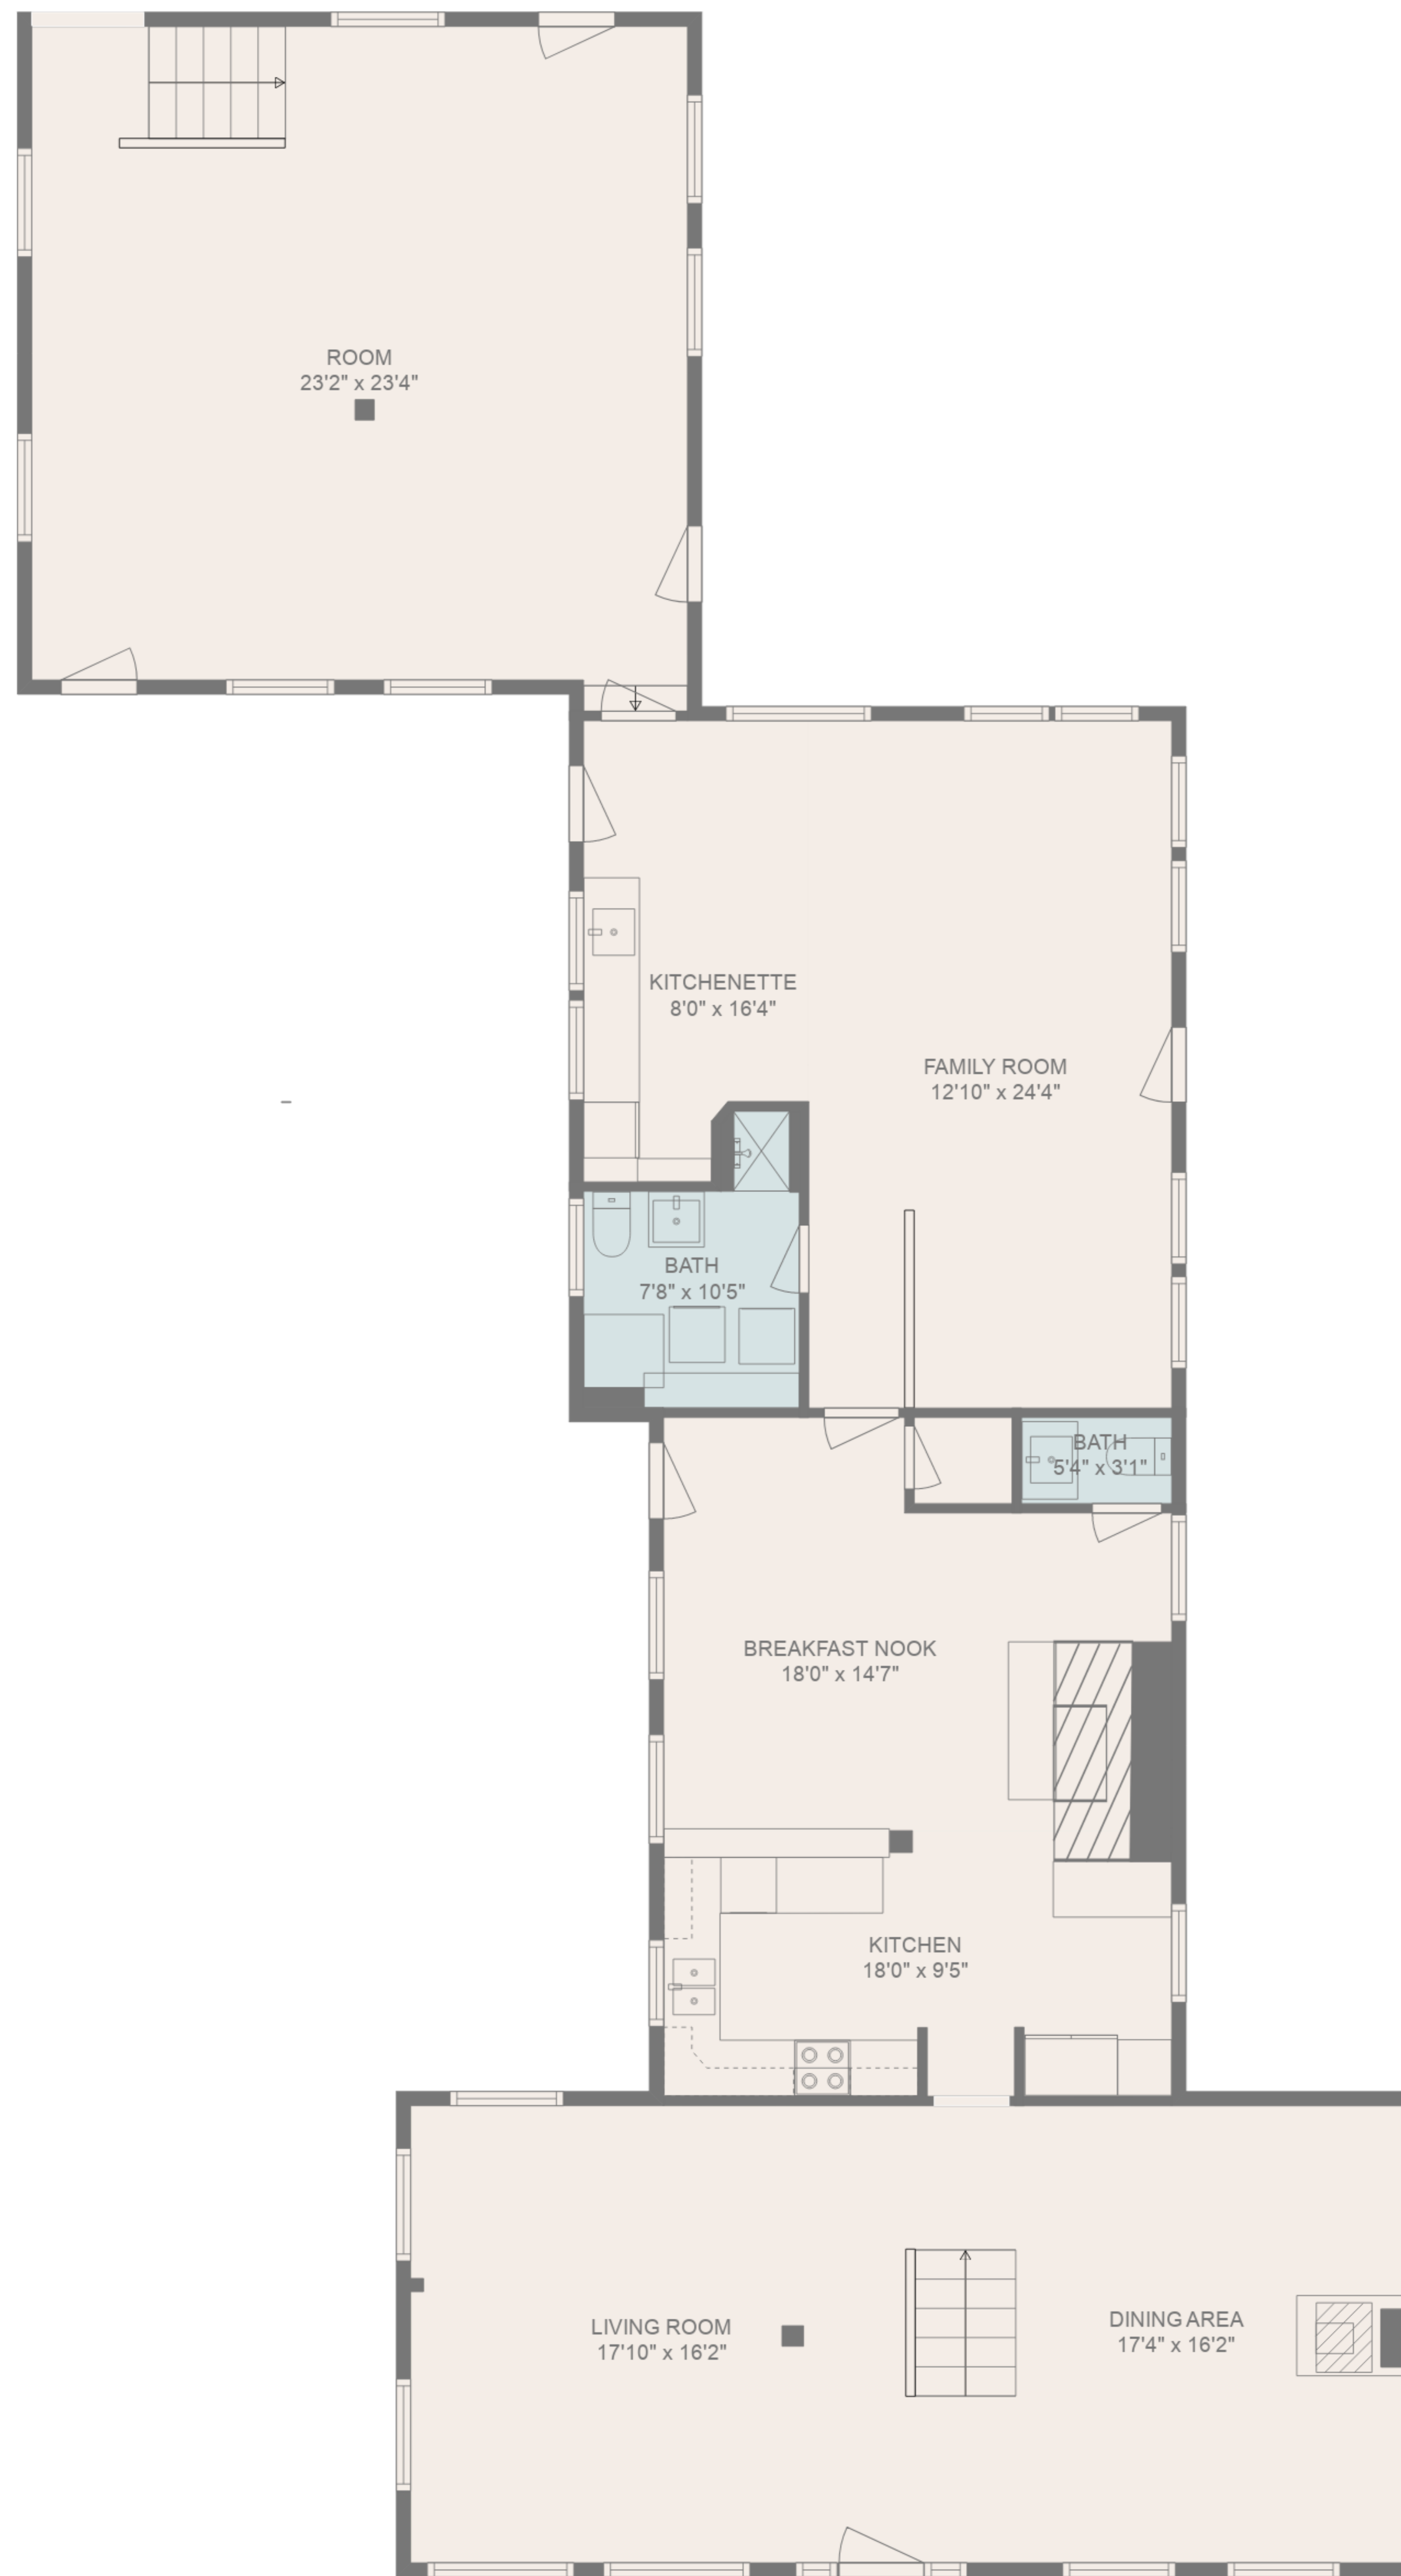 ROOM
23'2" x 23'4"
KITCHENETTE
8'0" x 16'4"
FAMILY ROOM
12'10" x 24'4"
BATH
7'8" x 10'5"
BATH
5'4" x 3'1"
BREAKFAST NOOK
18'0" x 14'7"
KITCHEN
18'0" x 9'5"
LIVING ROOM
17'10" x 16'2"
DINING AREA
17'4" x 16'2"